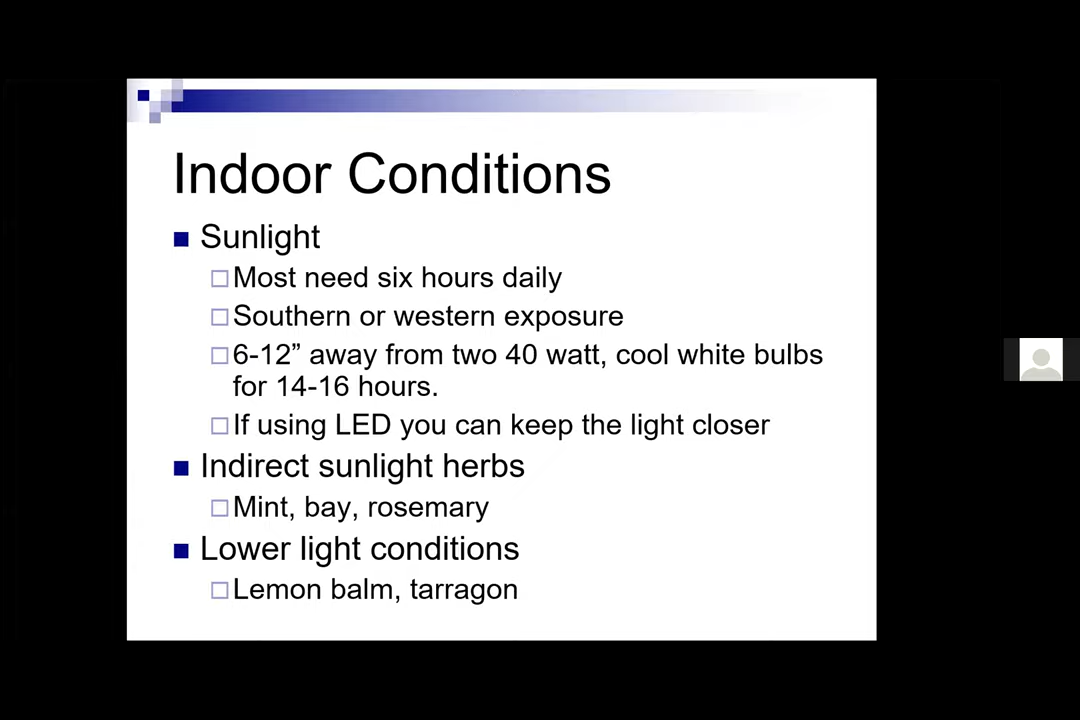 Indoor Conditions
Sunlight
Most need six hours daily
Southern or western exposure
6-12” away from two 40 watt, cool white bulbs
for 14-16 hours.
If using LED you can keep the light closer
Indirect sunlight herbs
Mint, bay, rosemary
Lower light conditions
Lemon balm, tarragon